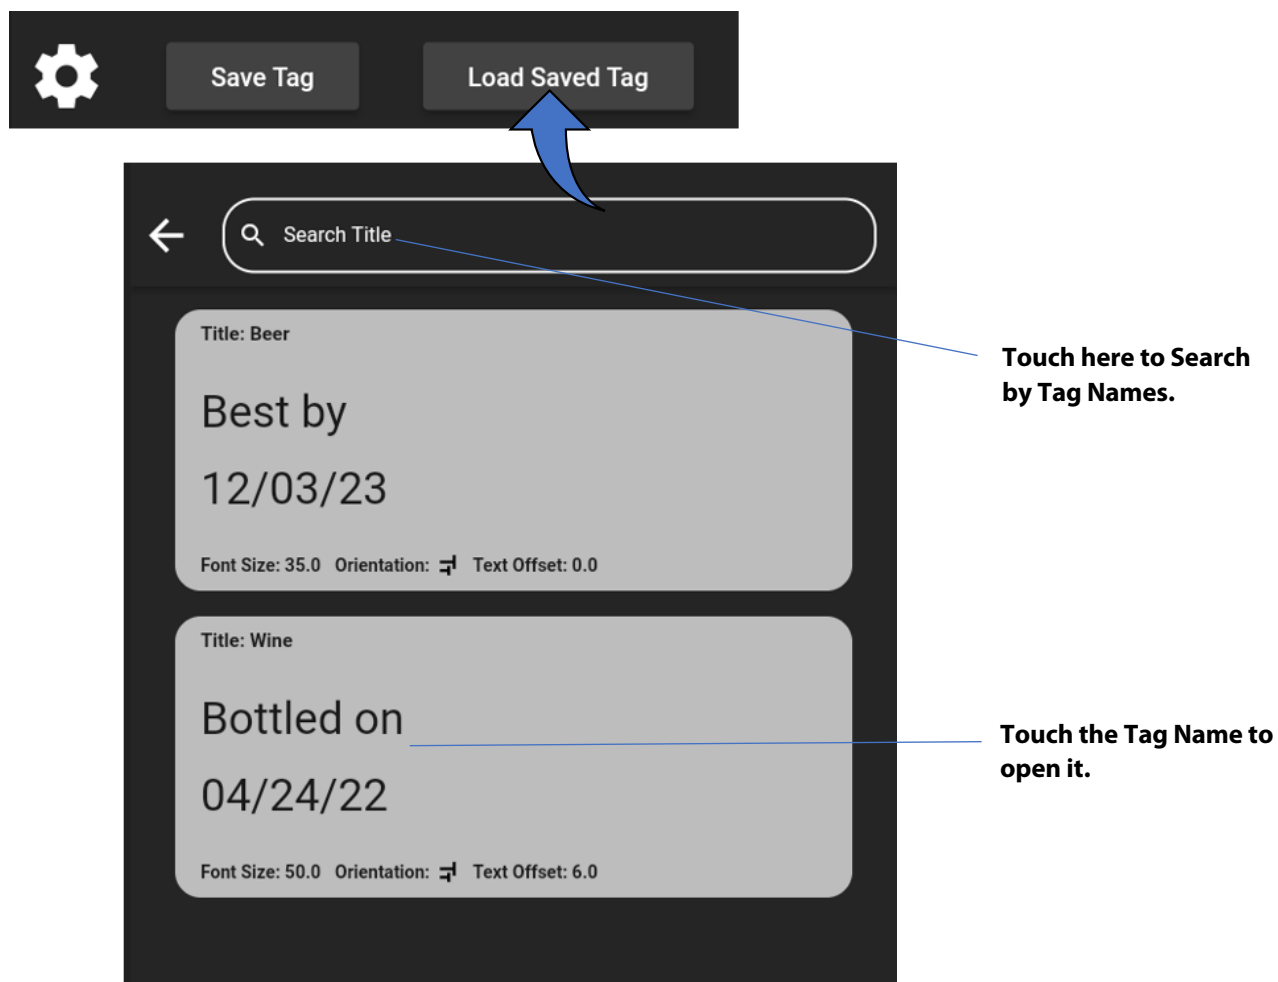 Save Tag
Load Saved Tag
Search Title
Title: Beer
Best by
12/03/23
Font Size: 35.0 Orientation: Text Offset: 0.0
Touch here to Search
by Tag Names.
Title: Wine
Bottled on
04/24/22
Font Size: 50.0 Orientation: Text Offset: 6.0
Touch the Tag Name to
open it.